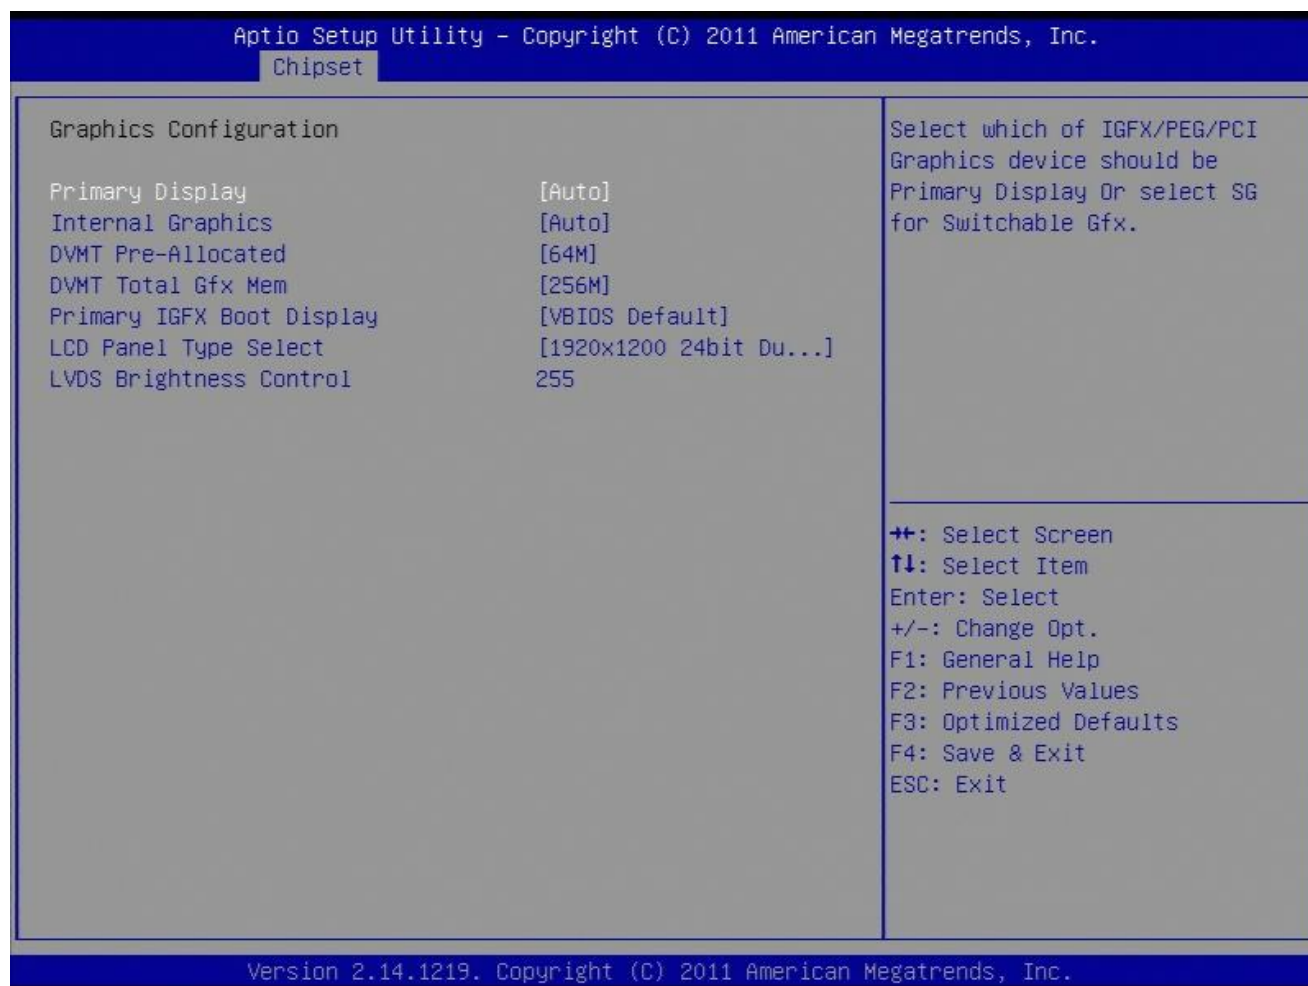 Aptio Setup Utility – Copyright (C) 2011 American Megatrends, Inc.
Chipset
Graphics Configuration
Primary Display [Auto]
Internal Graphics [Auto]
DVMT Pre-Allocated [64M]
DVMT Total Gfx Mem [256M]
Primary IGFX Boot Display [VBIOS Default]
LCD Panel Type Select [1920x1200 24bit Du...]
LVDS Brightness Control 255
Select which of IGFX/PEG/PCI
Graphics device should be
Primary Display Or select SG
for Switchable Gfx.
→←: Select Screen
↑↓: Select Item
Enter: Select
+/-: Change Opt.
F1: General Help
F2: Previous Values
F3: Optimized Defaults
F4: Save & Exit
ESC: Exit
Version 2.14.1219. Copyright (C) 2011 American Megatrends, Inc.